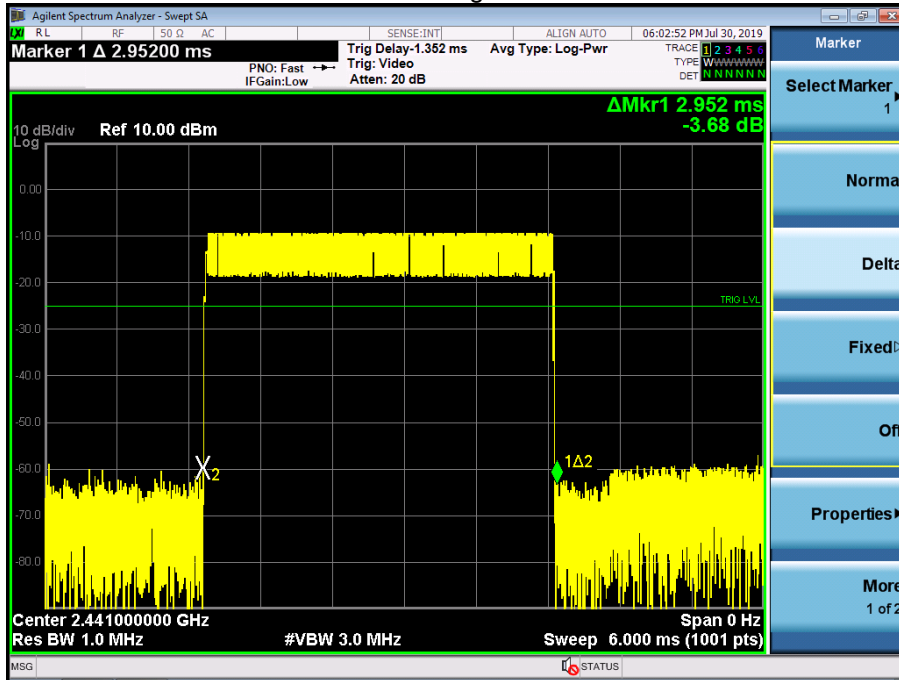 Agilent Spectrum Analyzer - Swept SA
LXI RL RF 50 Ω AC SENSE:INT ALIGN AUTO 06:02:52 PM Jul 30, 2019
Marker 1 Δ 2.95200 ms
PNO: Fast
IFGain:Low
Trig Delay-1.352 ms
Trig: Video
Atten: 20 dB
Avg Type: Log-Pwr
TRACE 1 2 3 4 5 6
TYPE WWWWWW
DET N N N N N N
ΔMkr1 2.952 ms
-3.68 dB
10 dB/div Ref 10.00 dBm
Log
0.00
-10.0
-20.0
TRIG LVL
-30.0
-40.0
-50.0
-60.0
2
1Δ2
-70.0
-80.0
Center 2.441000000 GHz Span 0 Hz
Res BW 1.0 MHz #VBW 3.0 MHz Sweep 6.000 ms (1001 pts)
MSG STATUS
Marker
Select Marker
1
Norma
Delta
Fixed
Off
Properties
More
1 of 2